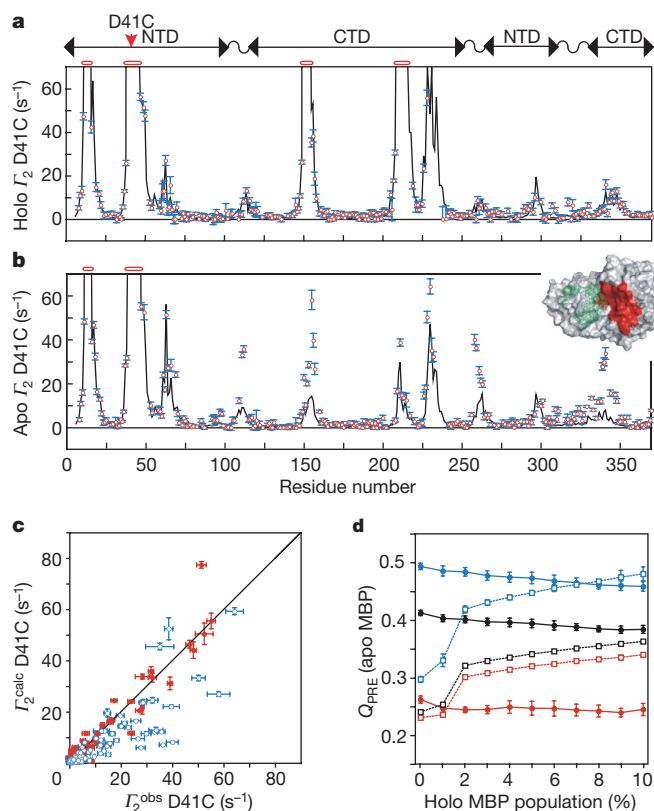 a
D41C
NTD
CTD
NTD
CTD
Holo Γ₂ D41C (s⁻¹)
60
40
20
0
b
Apo Γ₂ D41C (s⁻¹)
60
40
20
0
0 50 100 150 200 250 300 350
Residue number
c
Γ₂ᶜᵃˡᶜ D41C (s⁻¹)
80
60
40
20
20 40 60 80
Γ₂ᵒᵇˢ D41C (s⁻¹)
d
Q_PRE (apo MBP)
0.5
0.4
0.3
0.2
0 2 4 6 8 10
Holo MBP population (%)